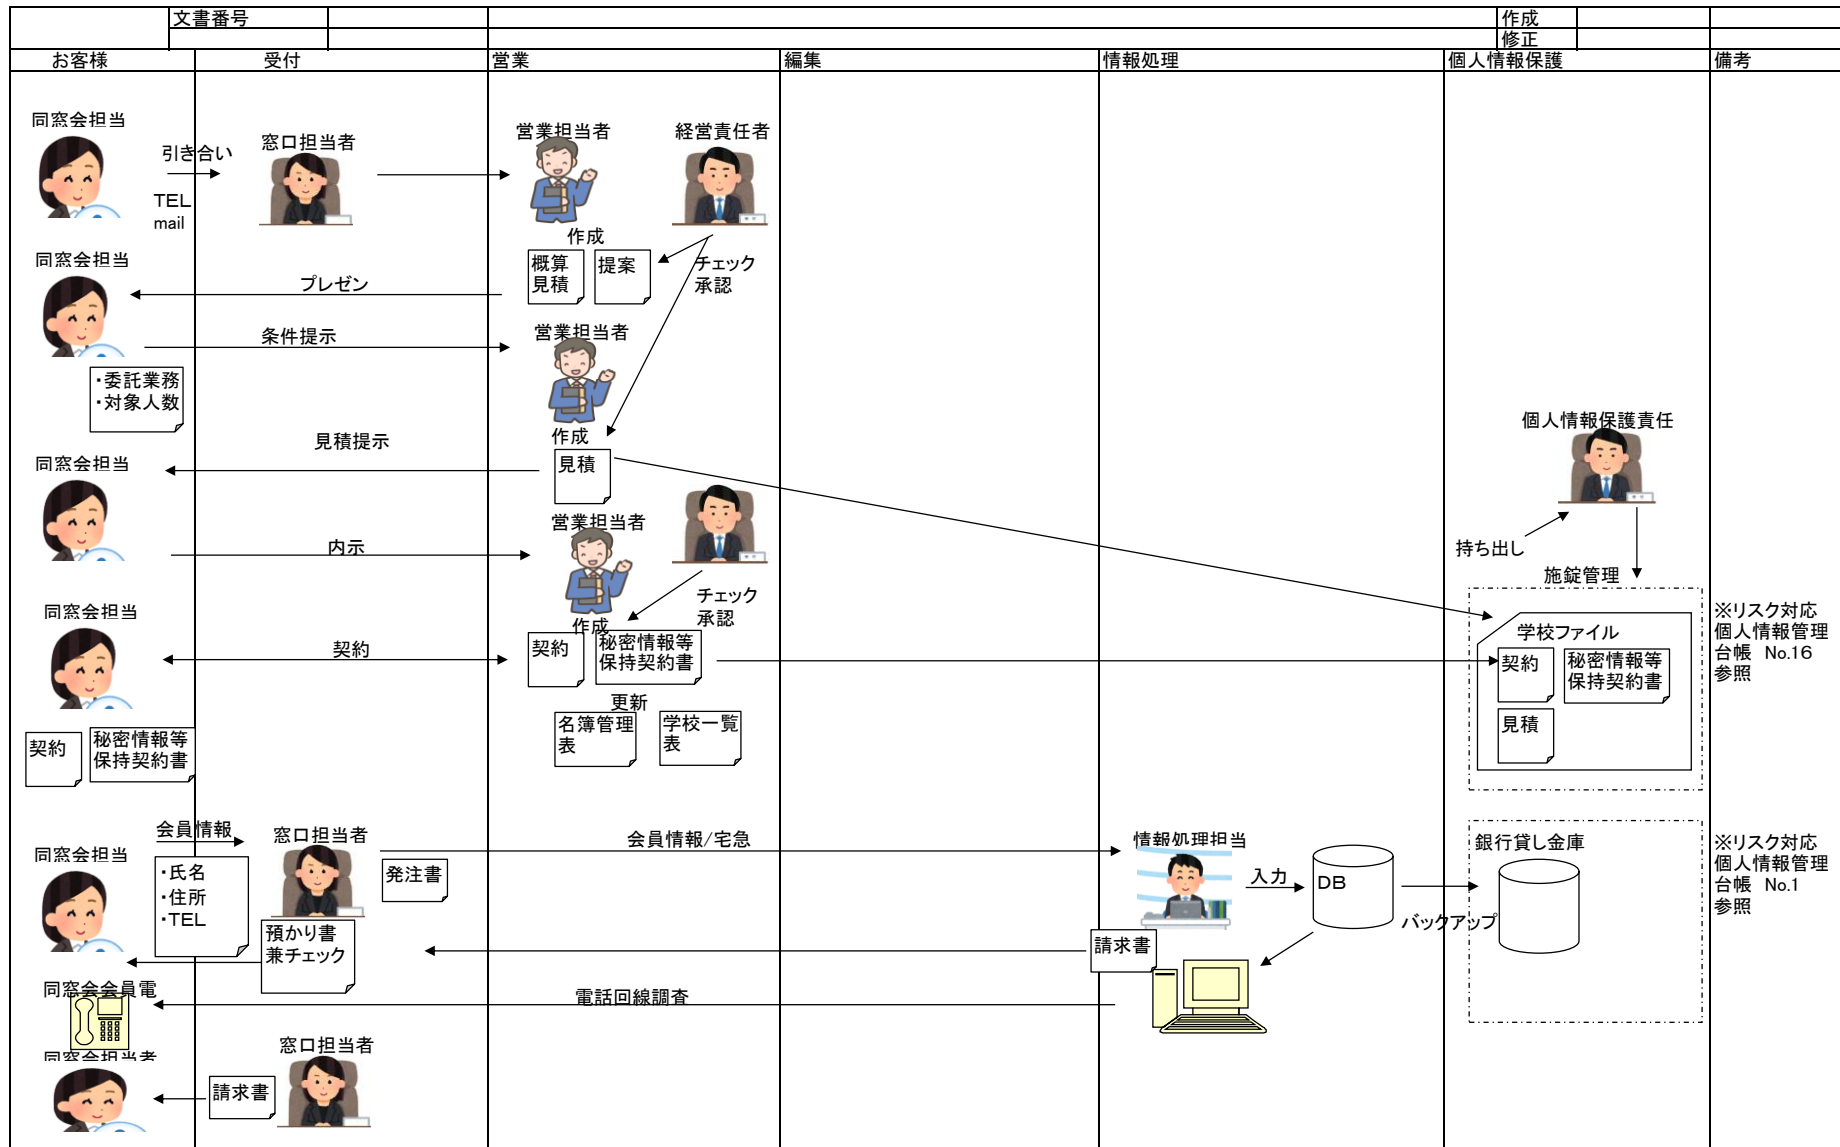 文書番号
作成
修正
お客様
受付
営業
編集
情報処理
個人情報保護
備考
同窓会担当
引き合い
TEL
mail
窓口担当者
営業担当者
経営責任者
作成
概算
見積
提案
チェック
承認
同窓会担当
プレゼン
条件提示
営業担当者
・委託業務
・対象人数
作成
見積
見積提示
同窓会担当
個人情報保護責任
営業担当者
内示
持ち出し
施錠管理
チェック
承認
同窓会担当
作成
契約
契約
秘密情報等
保持契約書
学校ファイル
契約
秘密情報等
保持契約書
見積
※リスク対応
個人情報管理
台帳 No.16
参照
更新
名簿管理
表
学校一覧
表
契約
秘密情報等
保持契約書
会員情報
窓口担当者
会員情報/宅急
情報処理担当
銀行貸し金庫
※リスク対応
個人情報管理
台帳 No.1
参照
同窓会担当
・氏名
・住所
・TEL
発注書
入力
DB
バックアップ
預かり書
兼チェック
請求書
同窓会会員電
電話回線調査
同窓会担当者
窓口担当者
請求書